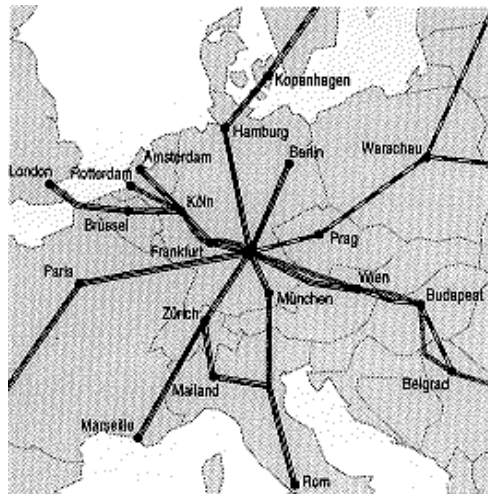 Kopenhagen
Hamburg
Berlin
Warschau
Amsterdam
London
Rotterdam
Köln
Brüssel
Prag
Frankfurt
Paris
Wien
München
Budapest
Zürich
Mailand
Belgrad
Marseille
Rom